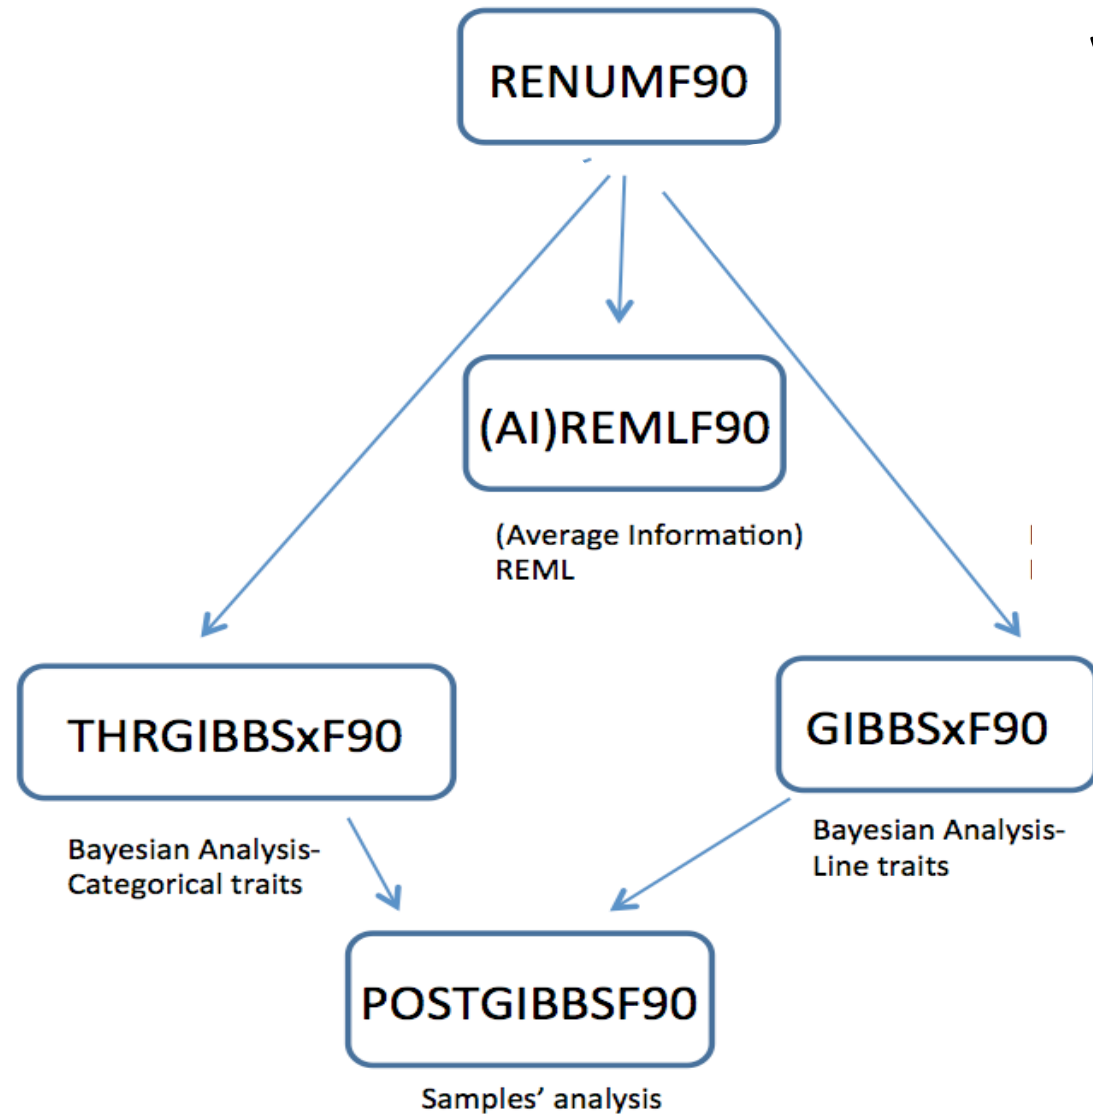 RENUMF90
(AI)REMLF90
(Average Information)
REML
THRGIBBSxF90
GIBBSxF90
Bayesian Analysis-
Categorical traits
Bayesian Analysis-
Line traits
POSTGIBBSF90
Samples’ analysis